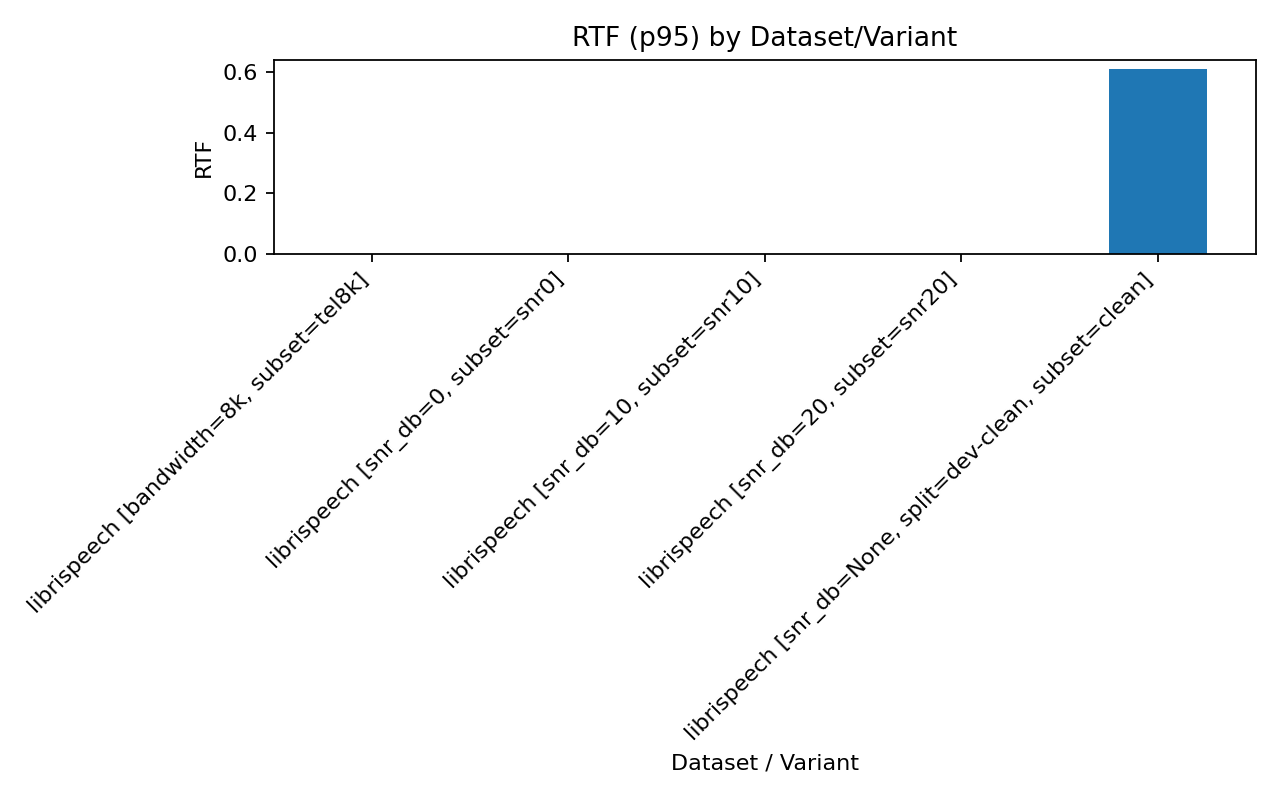 RTF (p95) by Dataset/Variant
RTF
0.6
0.4
0.2
0.0
librispeech [bandwidth=8k, subset=tel8k]
librispeech [snr_db=0, subset=snr0]
librispeech [snr_db=10, subset=snr10]
librispeech [snr_db=20, subset=snr20]
librispeech [snr_db=None, split=dev-clean, subset=clean]
Dataset / Variant